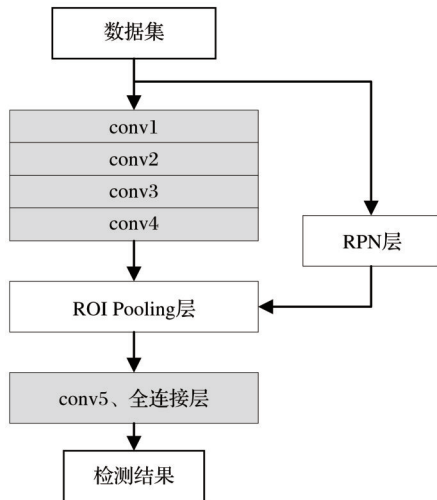 数据集
conv1
conv2
conv3
conv4
RPN层
ROI Pooling层
conv5、全连接层
检测结果